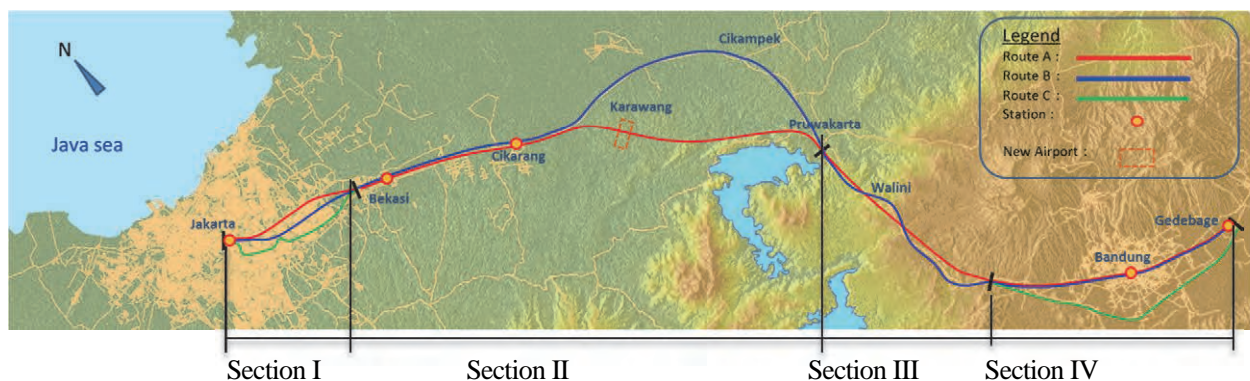 N
Java sea
Jakarta
Bekasi
Cikarang
Karawang
Cikampek
Pruwakarta
Walini
Bandung
Gedebage
Legend
Route A :
Route B :
Route C :
Station :
New Airport :
Section I
Section II
Section III
Section IV